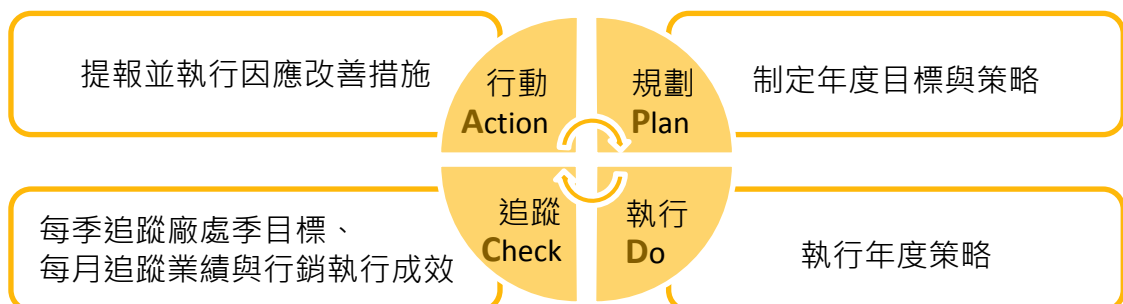 提報並執行因應改善措施
行動
Action
規劃
Plan
制定年度目標與策略
每季追蹤廠處季目標、
每月追蹤業績與行銷執行成效
追蹤
Check
執行
Do
執行年度策略